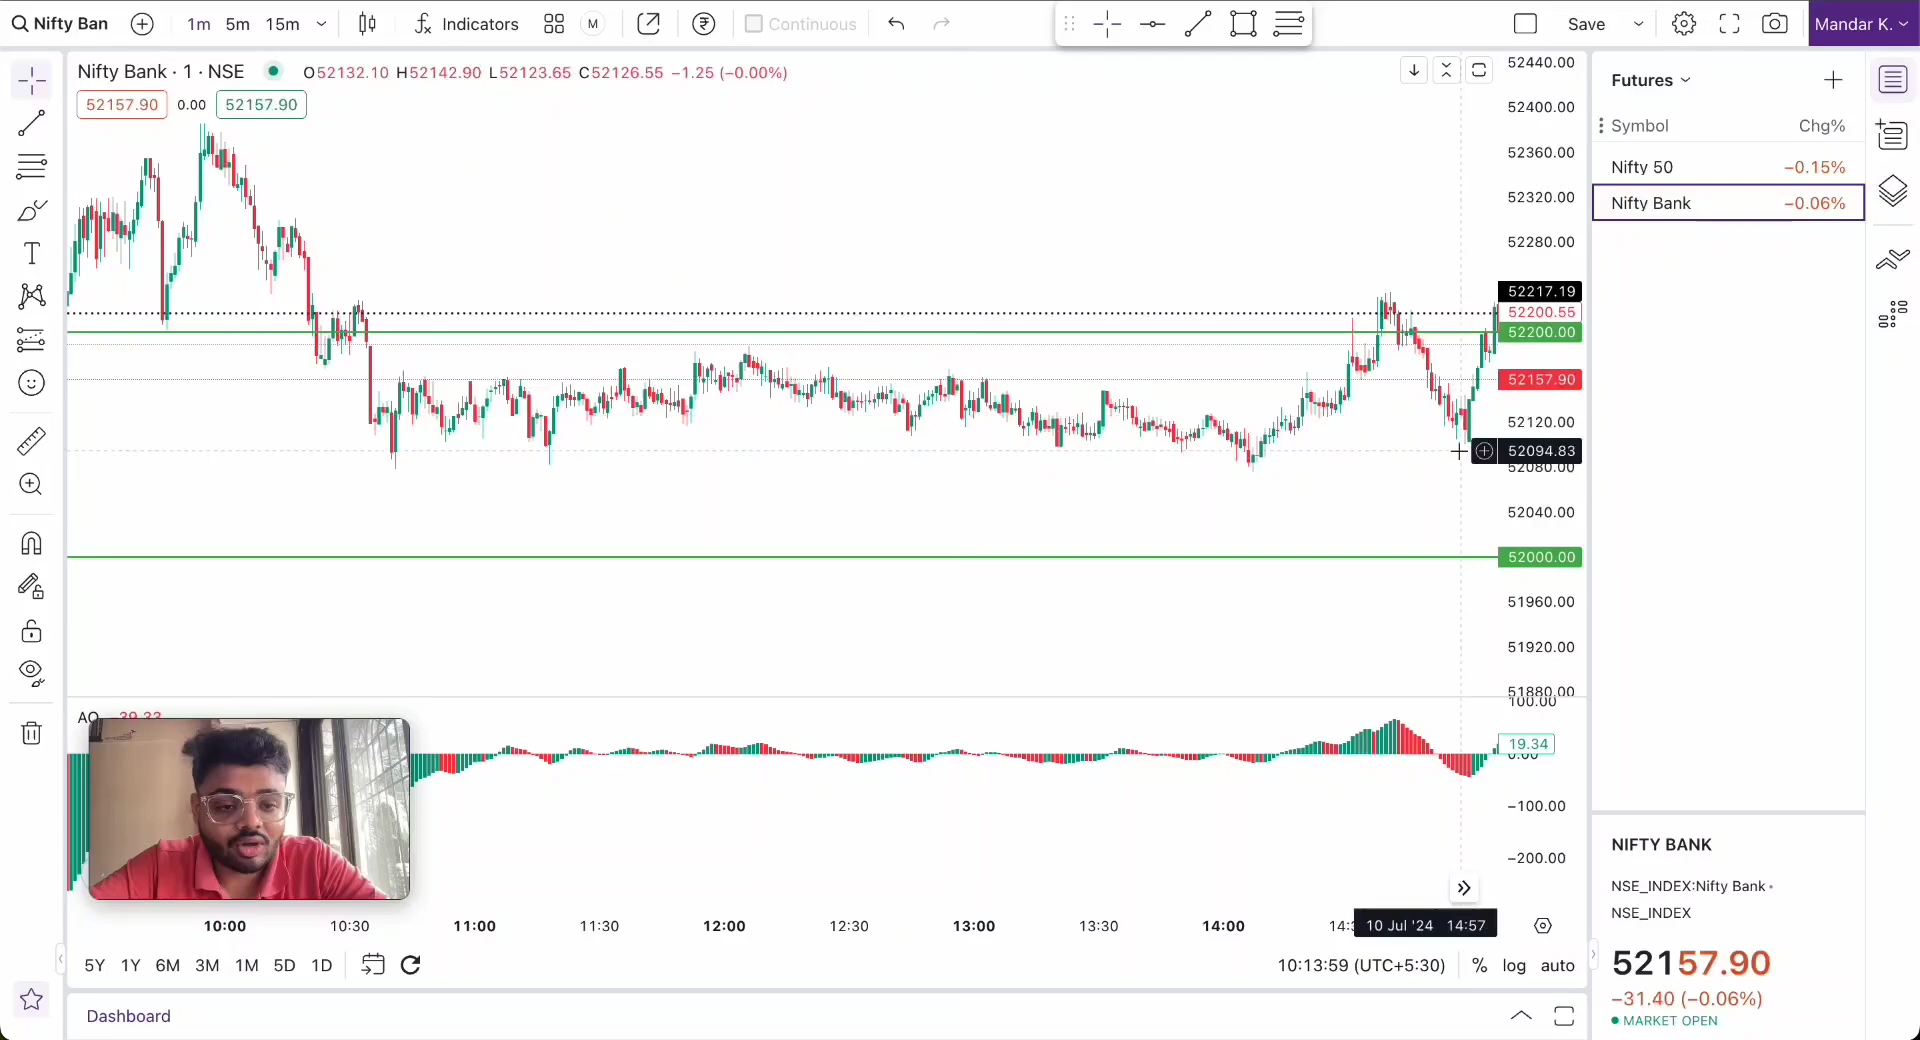 Nifty Ban 1m 5m 15m Indicators M Continuous Save Mandar K.
Nifty Bank · 1 · NSE O52132.10 H52142.90 L52123.65 C52126.55 −1.25 (−0.00%)
52157.90 0.00 52157.90
52440.00
52400.00
52360.00
52320.00
52280.00
52217.19
52200.55
52200.00
52157.90
52120.00
52094.83
52080.00
52040.00
52000.00
51960.00
51920.00
51880.00
AO −39.33
100.00
19.34
0.00
−100.00
−200.00
10:00 10:30 11:00 11:30 12:00 12:30 13:00 13:30 14:00 14:3 10 Jul '24 14:57
5Y 1Y 6M 3M 1M 5D 1D 10:13:59 (UTC+5:30) % log auto
Dashboard
Futures
Symbol Chg%
Nifty 50 −0.15%
Nifty Bank −0.06%
NIFTY BANK
NSE_INDEX:Nifty Bank •
NSE_INDEX
52157.90
−31.40 (−0.06%)
MARKET OPEN